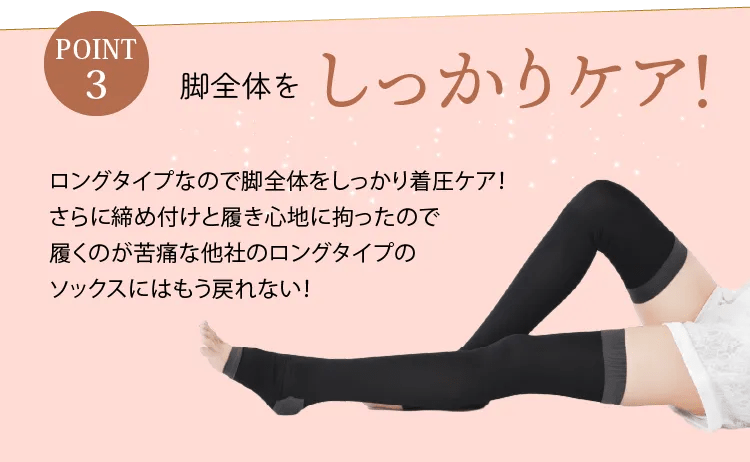 POINT
3
脚全体を しっかりケア!
ロングタイプなので脚全体をしっかり着圧ケア!
さらに締め付けと履き心地に拘ったので
履くのが苦痛な他社のロングタイプの
ソックスにはもう戻れない!